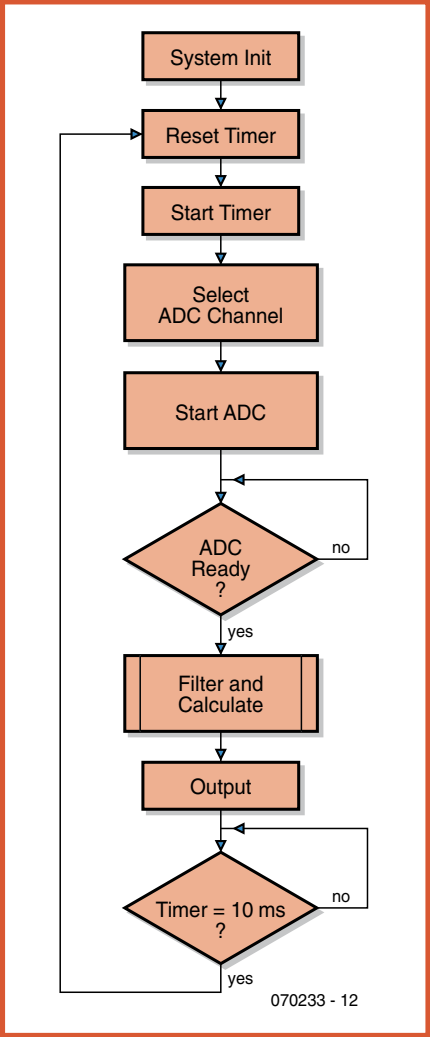 System Init
Reset Timer
Start Timer
Select
ADC Channel
Start ADC
ADC
Ready
?
no
yes
Filter and
Calculate
Output
Timer = 10 ms
?
no
yes
070233 - 12